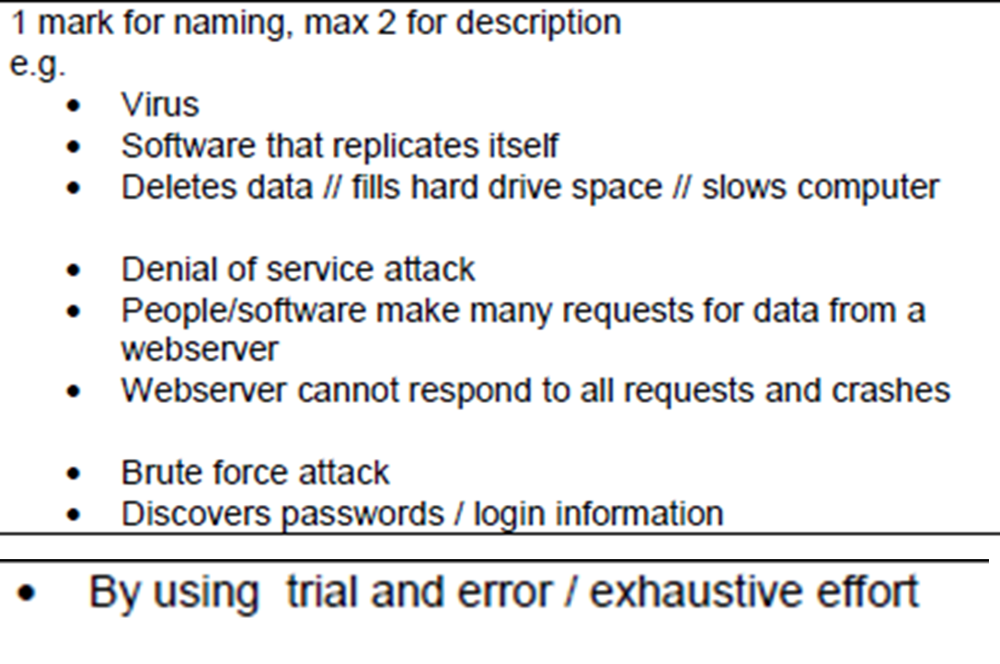 1 mark for naming, max 2 for description
e.g.
• Virus
• Software that replicates itself
• Deletes data // fills hard drive space // slows computer
• Denial of service attack
• People/software make many requests for data from a
webserver
• Webserver cannot respond to all requests and crashes
• Brute force attack
• Discovers passwords / login information
• By using trial and error / exhaustive effort